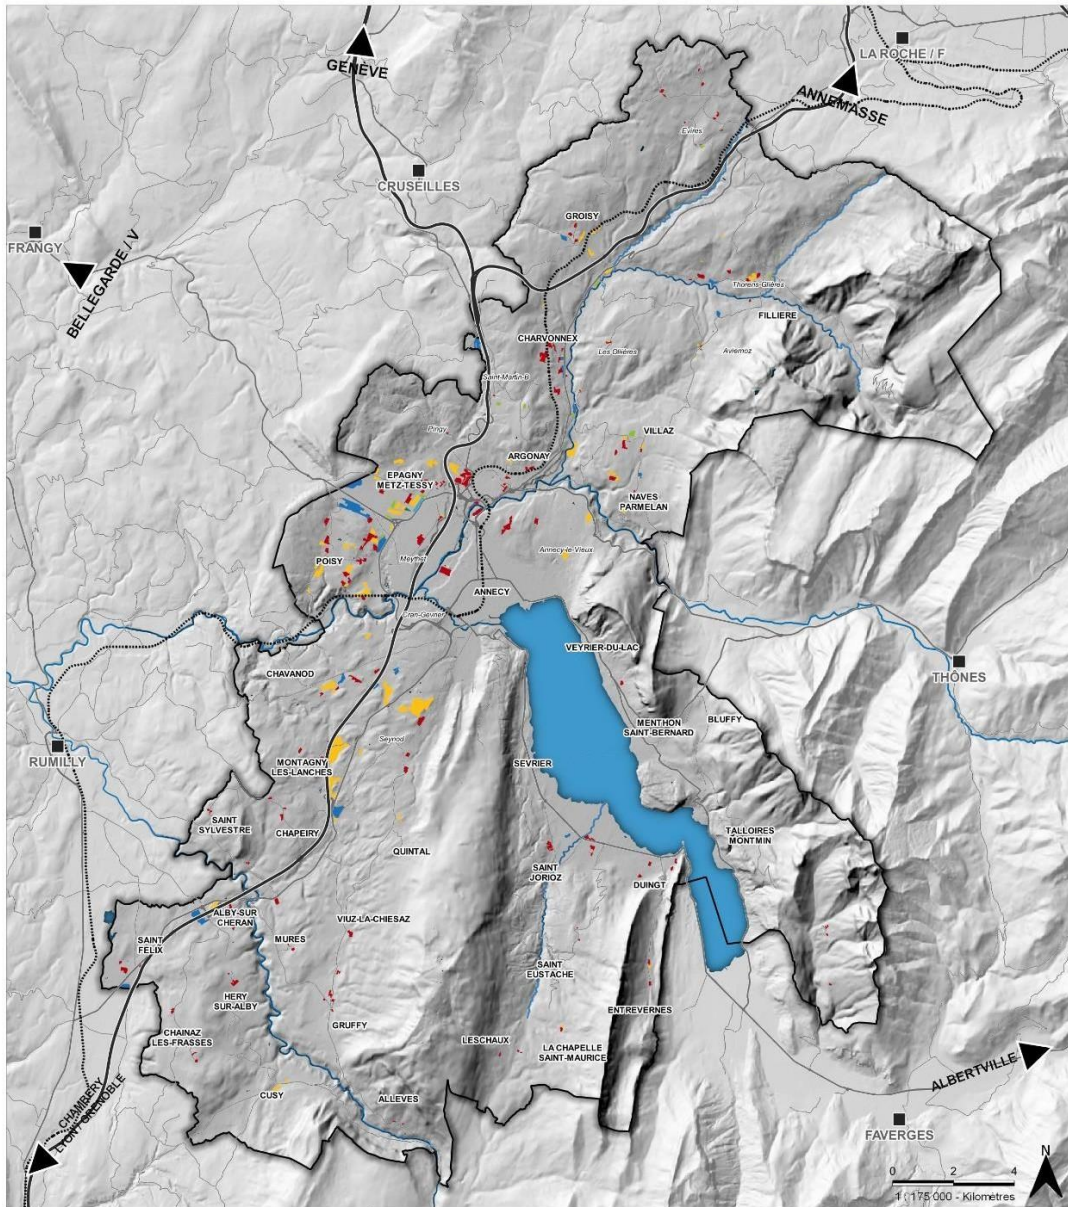 LA ROCHE / F
GENÈVE
ANNEMASSE
Evires
CRUSEILLES
GROISY
FRANGY
BELLEGARDE / V
Thorens-Glières
FILLIERE
CHARVONNEX
Les Ollières
Aviernoz
Saint-Martin-B
Pringy
VILLAZ
ARGONAY
EPAGNY
METZ-TESSY
NAVES
PARMELAN
Annecy-le-Vieux
POISY
Meythet
ANNECY
Cran-Gévrier
VEYRIER-DU-LAC
CHAVANOD
THÔNES
BLUFFY
MENTHON
SAINT-BERNARD
Seynod
RUMILLY
MONTAGNY
LES-LANCHES
SEVRIER
SAINT
SYLVESTRE
CHAPEIRY
TALLOIRES
MONTMIN
QUINTAL
SAINT
JORIOZ
DUINGT
ALBY-SUR
CHERAN
VIUZ-LA-CHIESAZ
SAINT
FELIX
MURES
SAINT
EUSTACHE
HERY
SUR-ALBY
ENTREVERNES
GRUFFY
CHAINAZ
LES-FRASSES
LESCHAUX
LA CHAPELLE
SAINT-MAURICE
ALBERTVILLE
CHAMBÉRY
LYON / GRENOBLE
CUSY
ALLEVES
FAVERGES
N
0 2 4
1 : 175 000 - Kilomètres